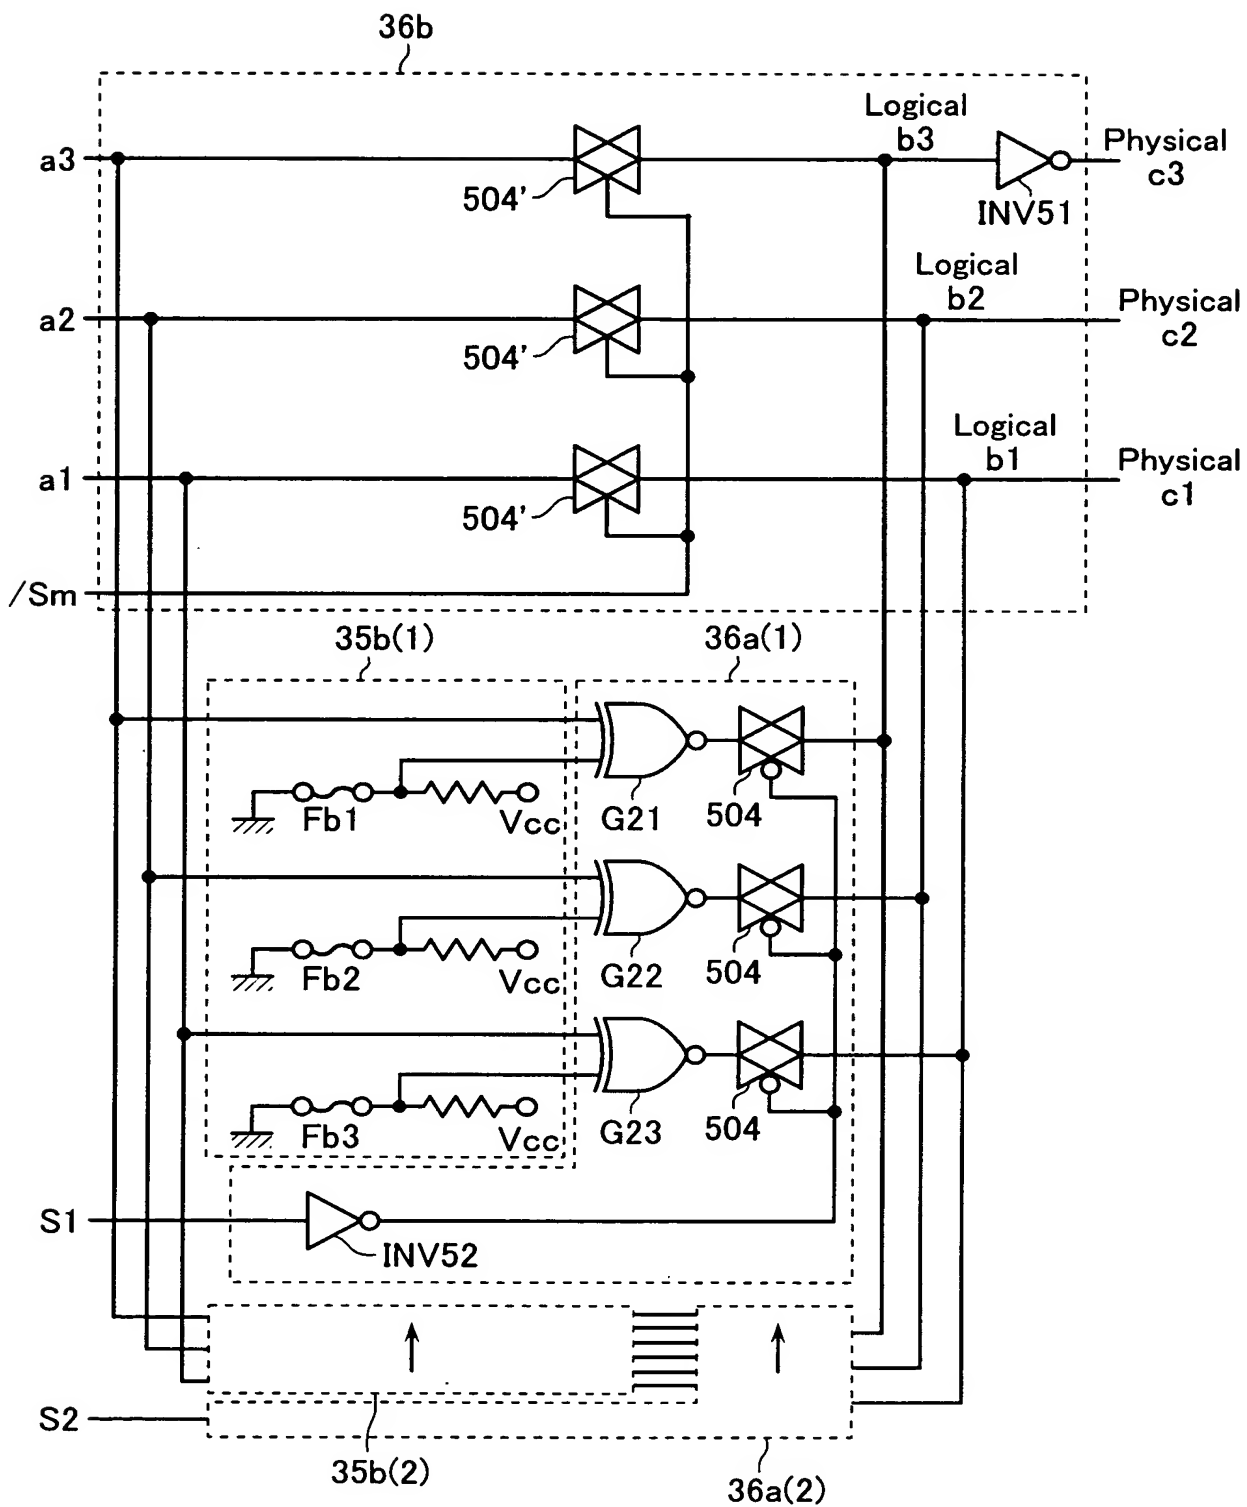 36b
Logical
b3
Physical
c3
a3
504'
INV51
Logical
b2
Physical
c2
a2
504'
Logical
b1
Physical
c1
a1
504'
/Sm
35b(1)
36a(1)
Fb1
Vcc
G21
504
Fb2
Vcc
G22
504
Fb3
Vcc
G23
504
S1
INV52
S2
35b(2)
36a(2)